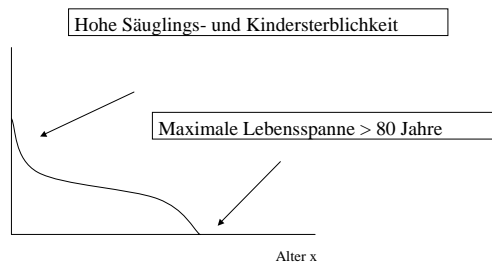 Hohe Säuglings- und Kindersterblichkeit
Maximale Lebensspanne > 80 Jahre
Alter x